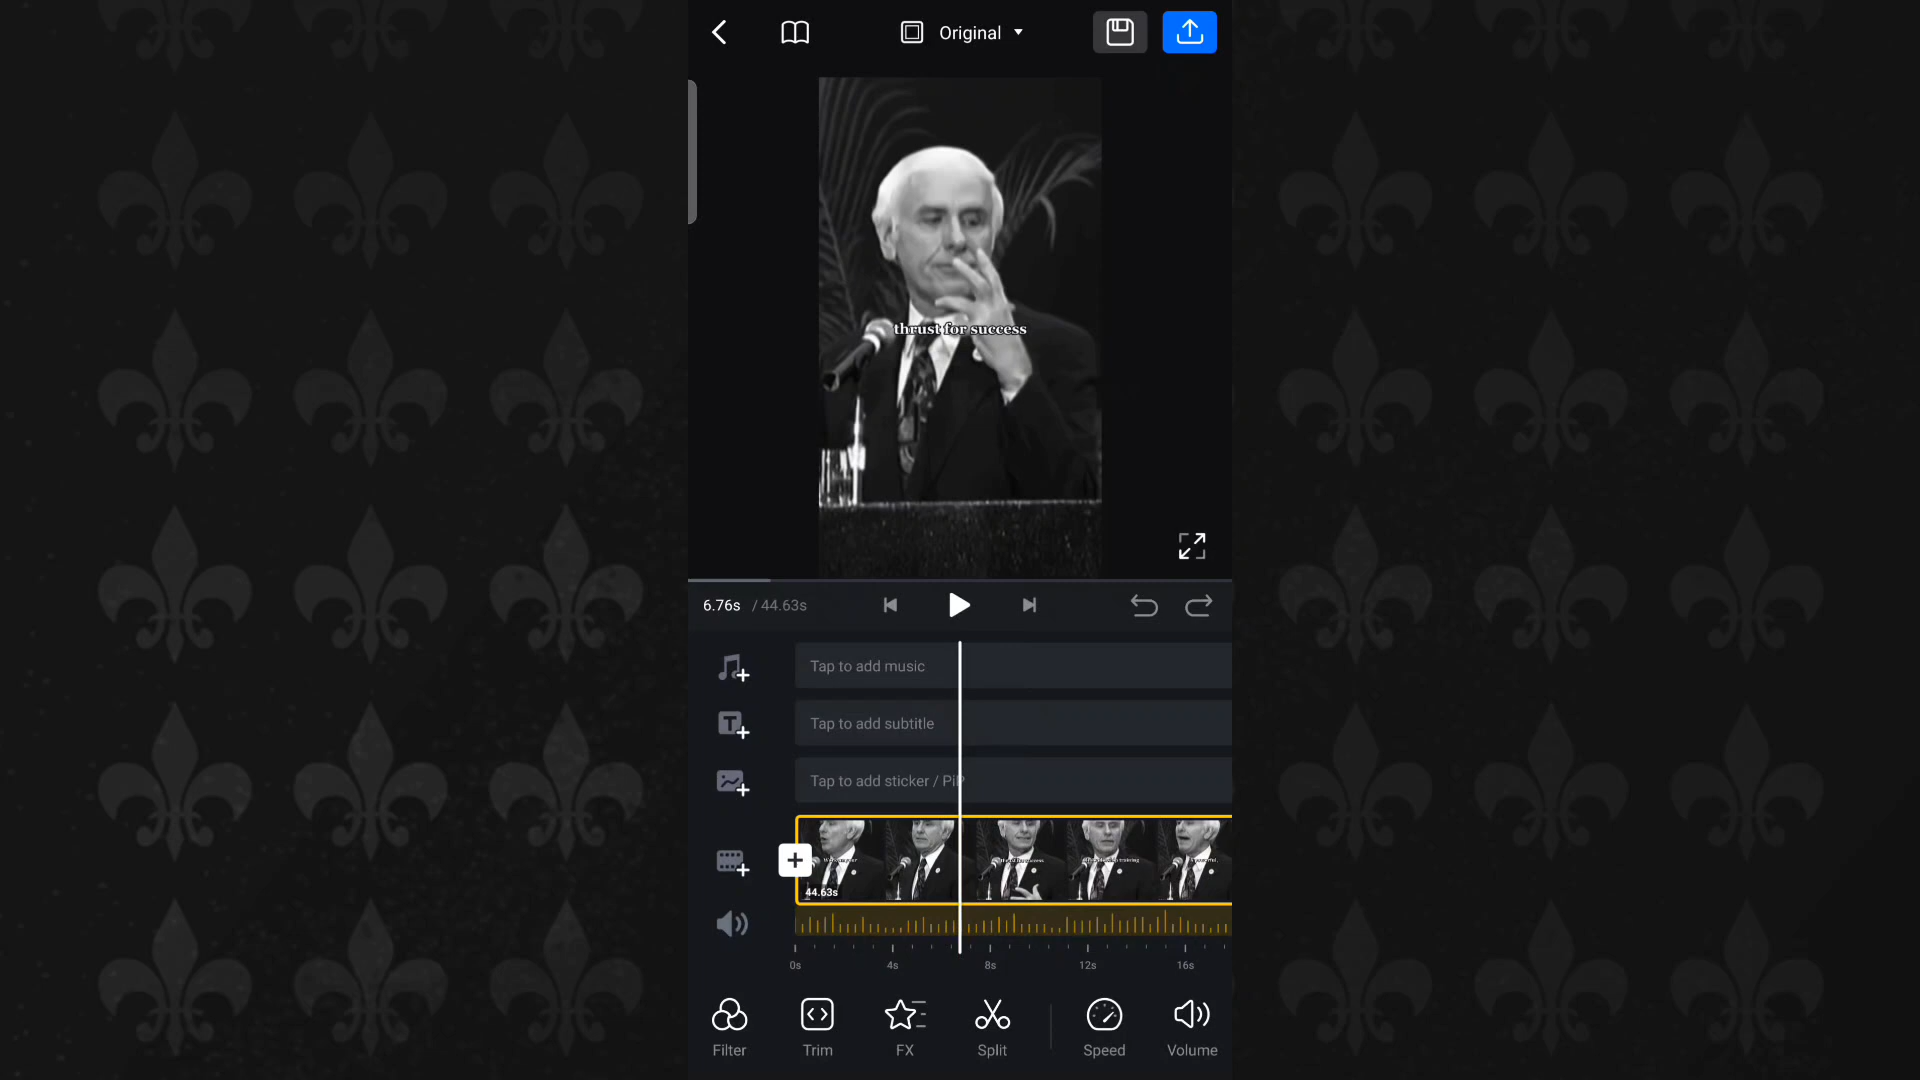 Original
thrust for success
6.76s / 44.63s
Tap to add music
Tap to add subtitle
Tap to add sticker / PiP
44.63s
0s 4s 8s 12s 16s
Filter Trim FX Split Speed Volume